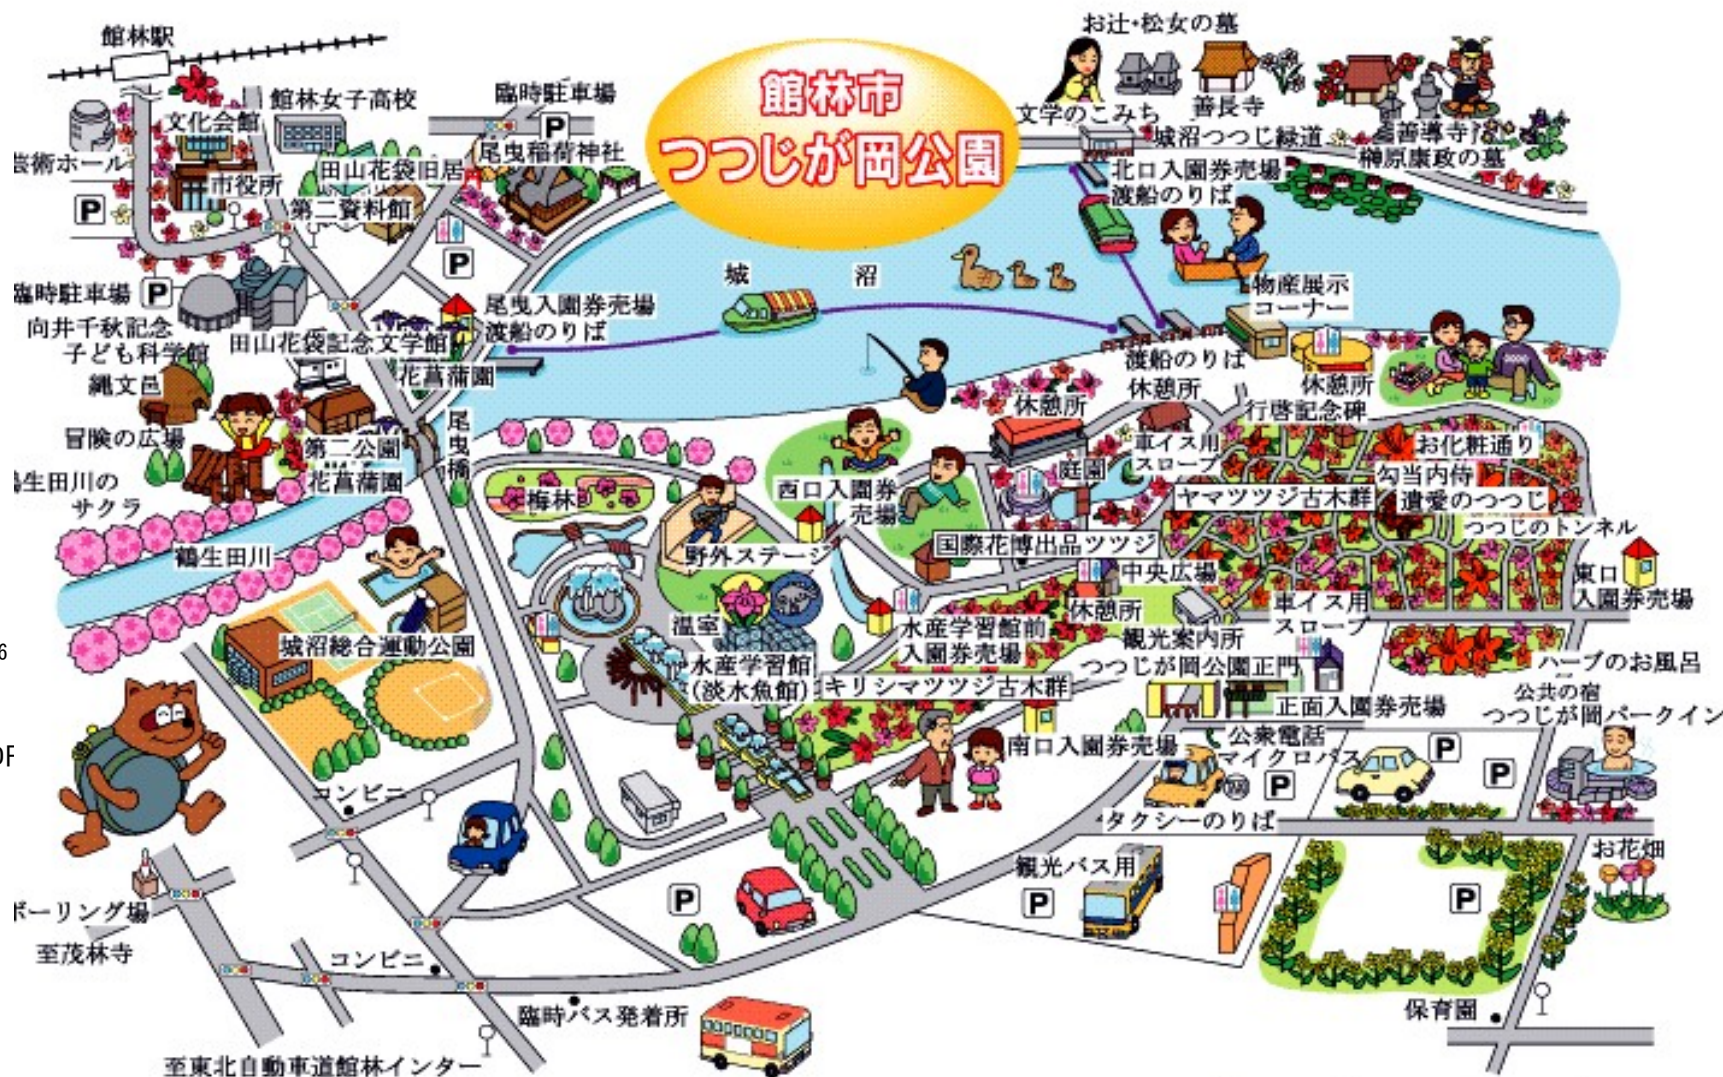 館林市
つつじが岡公園
館林駅
館林女子高校
臨時駐車場
P
文化会館
芸術ホール
市役所
田山花袋旧居
第二資料館
尾曳稲荷神社
P
P
臨時駐車場 P
向井千秋記念
子ども科学館
縄文邑
田山花袋記念文学館
尾曳入園券売場
渡船のりば
花菖蒲園
冒険の広場
第二公園
花菖蒲園
尾曳橋
鶴生田川の
サクラ
鶴生田川
城沼
お辻・松女の墓
文学のこみち
善長寺
城沼つつじ緑道
善導寺
榊原康政の墓
北口入園券売場
渡船のりば
物産展示
コーナー
渡船のりば
休憩所
休憩所
休憩所
行啓記念碑
車イス用
スロープ
お化粧通り
勾当内侍
遺愛のつつじ
ヤマツツジ古木群
つつじのトンネル
庭園
西口入園券
売場
梅林
野外ステージ
国際花博出品ツツジ
中央広場
休憩所
東口
入園券売場
車イス用
スロープ
温室
水産学習館
(淡水魚館)
水産学習館前
入園券売場
観光案内所
つつじが岡公園正門
キリシマツツジ古木群
正面入園券売場
ハーブのお風呂
公共の宿
つつじが岡パークイン
城沼総合運動公園
南口入園券売場
公衆電話
マイクロバス
P
P
P
タクシーのりば
コンビニ
観光バス用
P
P
P
お花畑
ボーリング場
至茂林寺
コンビニ
臨時バス発着所
保育園
至東北自動車道館林インター
6